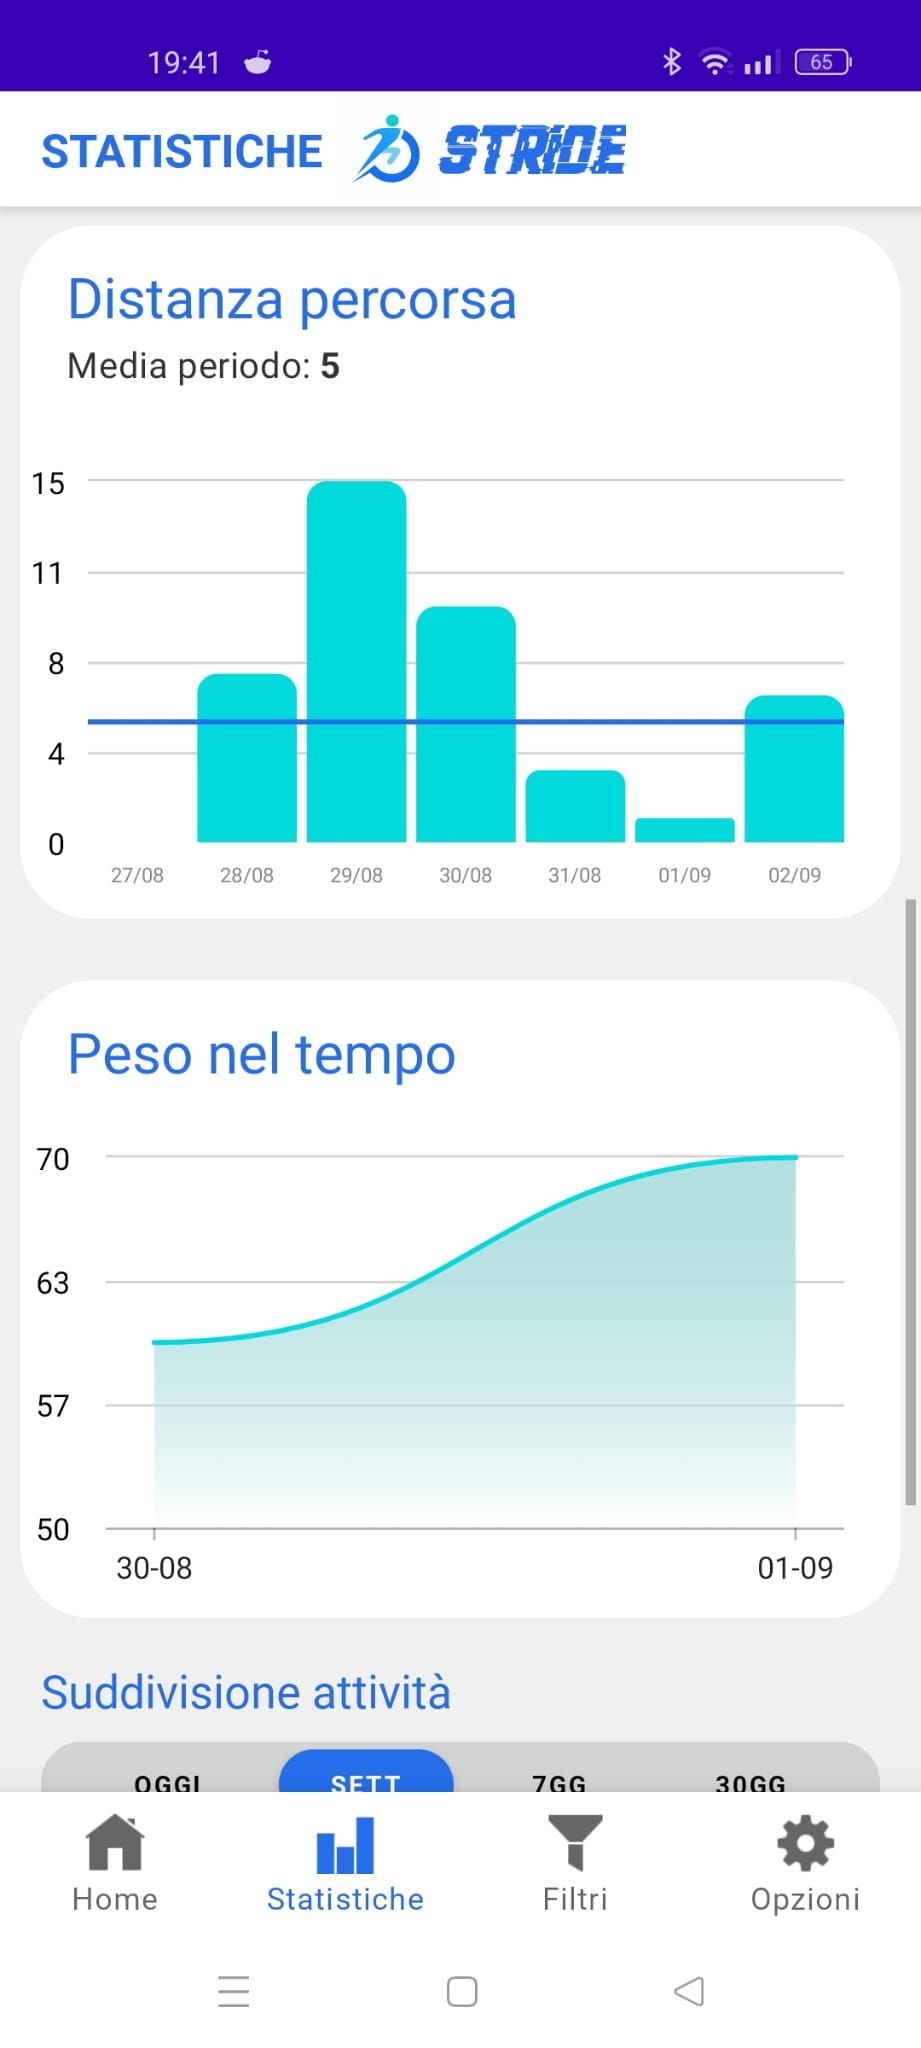 19:41 65
STATISTICHE STRIDE
Distanza percorsa
Media periodo: 5
15
11
8
4
0
27/08 28/08 29/08 30/08 31/08 01/09 02/09
Peso nel tempo
70
63
57
50
30-08 01-09
Suddivisione attività
OGGI SETT 7GG 30GG
Home Statistiche Filtri Opzioni